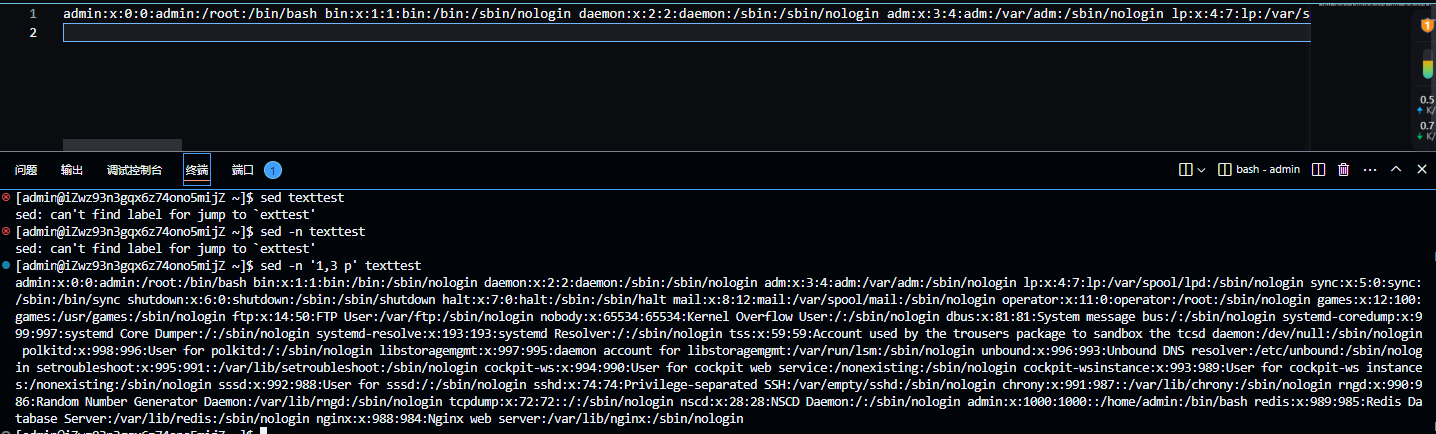 1 admin:x:0:0:admin:/root:/bin/bash bin:x:1:1:bin:/bin:/sbin/nologin daemon:x:2:2:daemon:/sbin:/sbin/nologin adm:x:3:4:adm:/var/adm:/sbin/nologin lp:x:4:7:lp:/var/s
2
1
0.5
K/
0.7
K/
问题 输出 调试控制台 终端 端口 1 bash - admin
[admin@iZwz93n3gqx6z74ono5mijZ ~]$ sed texttest
sed: can't find label for jump to `exttest'
[admin@iZwz93n3gqx6z74ono5mijZ ~]$ sed -n texttest
sed: can't find label for jump to `exttest'
[admin@iZwz93n3gqx6z74ono5mijZ ~]$ sed -n '1,3 p' texttest
admin:x:0:0:admin:/root:/bin/bash bin:x:1:1:bin:/bin:/sbin/nologin daemon:x:2:2:daemon:/sbin:/sbin/nologin adm:x:3:4:adm:/var/adm:/sbin/nologin lp:x:4:7:lp:/var/spool/lpd:/sbin/nologin sync:x:5:0:sync:
/sbin:/bin/sync shutdown:x:6:0:shutdown:/sbin:/sbin/shutdown halt:x:7:0:halt:/sbin:/sbin/halt mail:x:8:12:mail:/var/spool/mail:/sbin/nologin operator:x:11:0:operator:/root:/sbin/nologin games:x:12:100:
games:/usr/games:/sbin/nologin ftp:x:14:50:FTP User:/var/ftp:/sbin/nologin nobody:x:65534:65534:Kernel Overflow User:/:/sbin/nologin dbus:x:81:81:System message bus:/:/sbin/nologin systemd-coredump:x:9
99:997:systemd Core Dumper:/:/sbin/nologin systemd-resolve:x:193:193:systemd Resolver:/:/sbin/nologin tss:x:59:59:Account used by the trousers package to sandbox the tcsd daemon:/dev/null:/sbin/nologin
polkitd:x:998:996:User for polkitd:/:/sbin/nologin libstoragemgmt:x:997:995:daemon account for libstoragemgmt:/var/run/lsm:/sbin/nologin unbound:x:996:993:Unbound DNS resolver:/etc/unbound:/sbin/nolog
in setroubleshoot:x:995:991::/var/lib/setroubleshoot:/sbin/nologin cockpit-ws:x:994:990:User for cockpit web service:/nonexisting:/sbin/nologin cockpit-wsinstance:x:993:989:User for cockpit-ws instance
s:/nonexisting:/sbin/nologin sssd:x:992:988:User for sssd:/:/sbin/nologin sshd:x:74:74:Privilege-separated SSH:/var/empty/sshd:/sbin/nologin chrony:x:991:987::/var/lib/chrony:/sbin/nologin rngd:x:990:9
86:Random Number Generator Daemon:/var/lib/rngd:/sbin/nologin tcpdump:x:72:72::/:/sbin/nologin nscd:x:28:28:NSCD Daemon:/:/sbin/nologin admin:x:1000:1000::/home/admin:/bin/bash redis:x:989:985:Redis Da
tabase Server:/var/lib/redis:/sbin/nologin nginx:x:988:984:Nginx web server:/var/lib/nginx:/sbin/nologin
[admin@iZwz93n3gqx6z74ono5mijZ ~]$